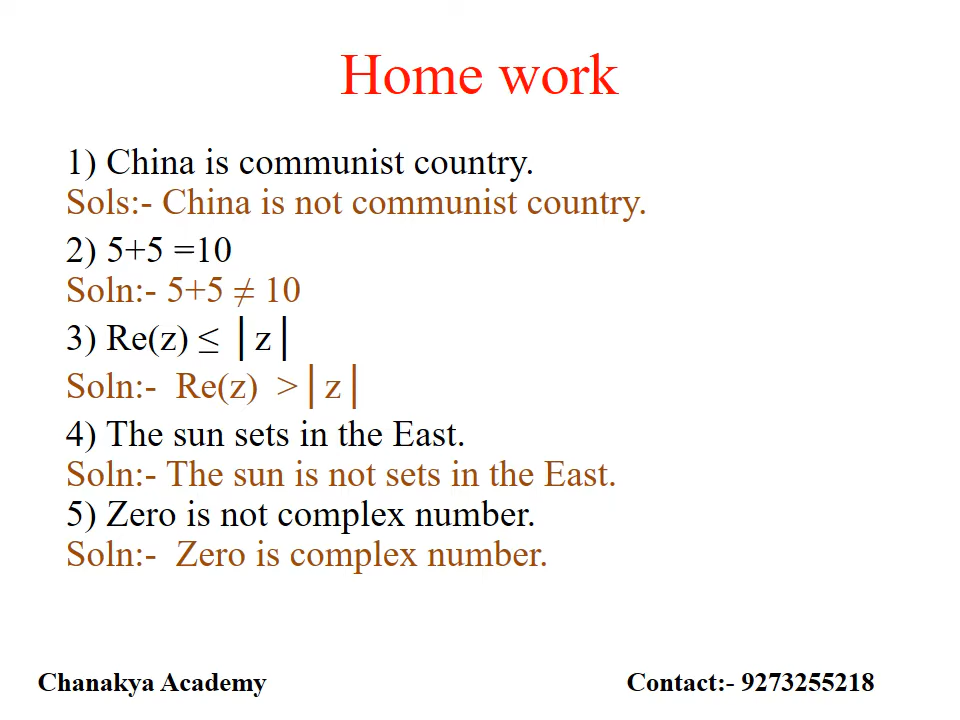 Home work
1) China is communist country.
Sols:- China is not communist country.
2) 5+5 =10
Soln:- 5+5 ≠ 10
3) Re(z) ≤ |z|
Soln:- Re(z) >|z|
4) The sun sets in the East.
Soln:- The sun is not sets in the East.
5) Zero is not complex number.
Soln:- Zero is complex number.
Chanakya Academy
Contact:- 9273255218